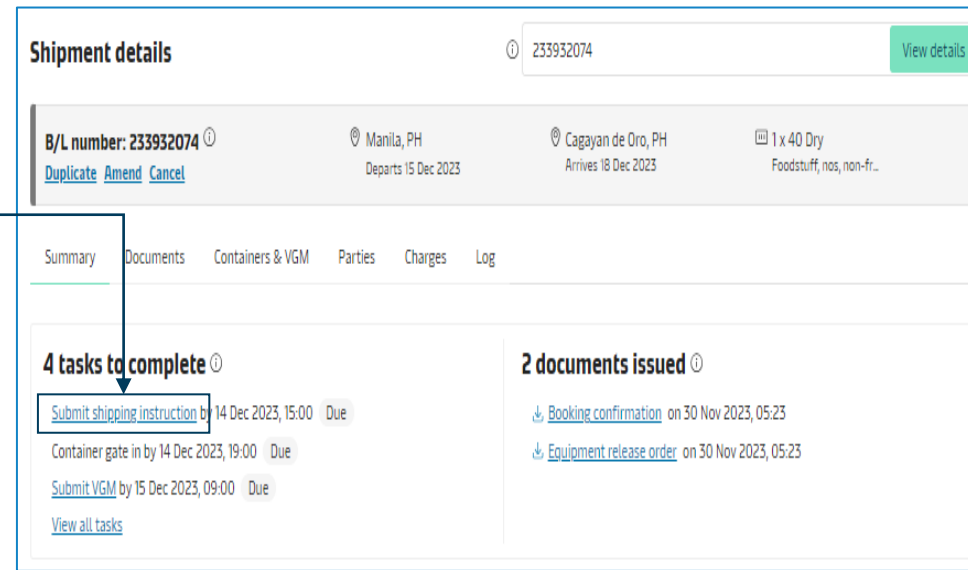 Shipment details
233932074
View details
B/L number: 233932074
Manila, PH
Cagayan de Oro, PH
1 x 40 Dry
Duplicate Amend Cancel
Departs 15 Dec 2023
Arrives 18 Dec 2023
Foodstuff, nos, non-fr...
Summary Documents Containers & VGM Parties Charges Log
4 tasks to complete
Submit shipping instruction by 14 Dec 2023, 15:00 Due
Container gate in by 14 Dec 2023, 19:00 Due
Submit VGM by 15 Dec 2023, 09:00 Due
View all tasks
2 documents issued
Booking confirmation on 30 Nov 2023, 05:23
Equipment release order on 30 Nov 2023, 05:23